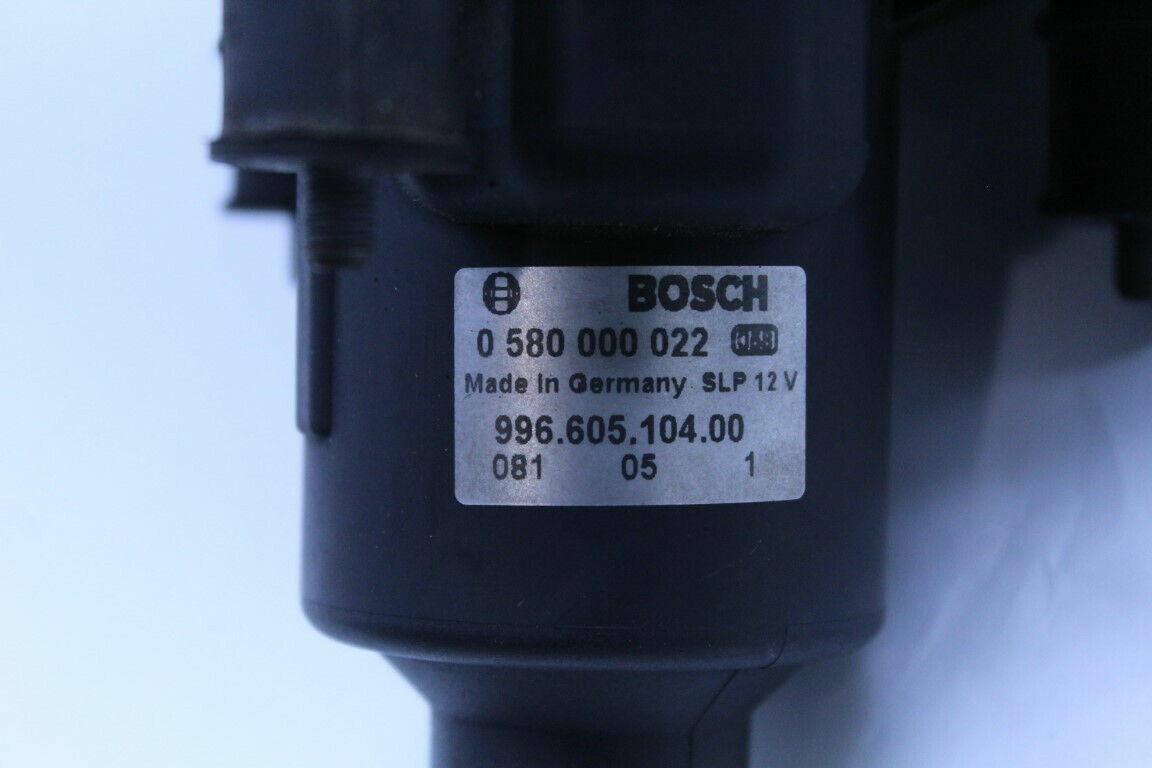 BOSCH
0 580 000 022
Made in Germany SLP 12 V
996.605.104.00
081 05 1